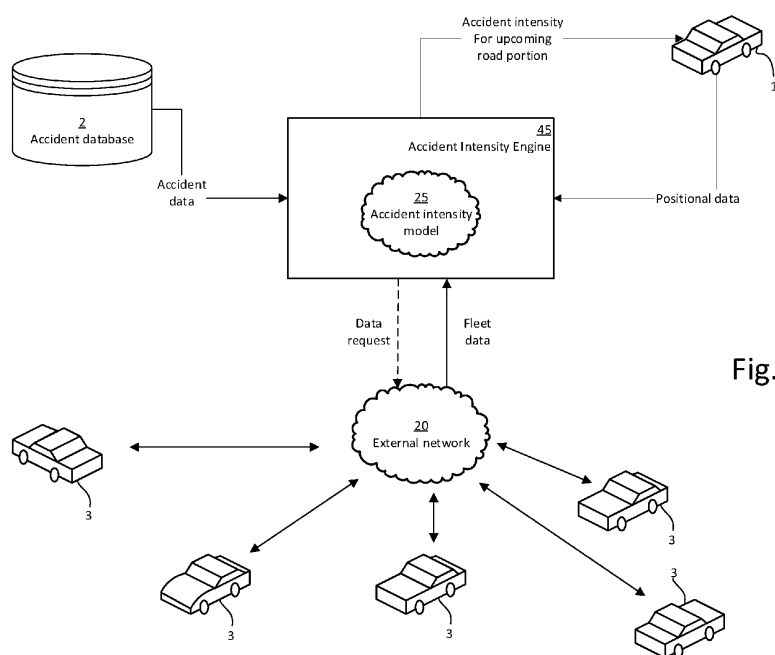 Accident intensity
For upcoming
road portion
1
2
Accident database
45
Accident Intensity Engine
Accident
data
25
Accident intensity
model
Positional data
Data
request
Fleet
data
Fig.
20
External network
3
3
3
3
3